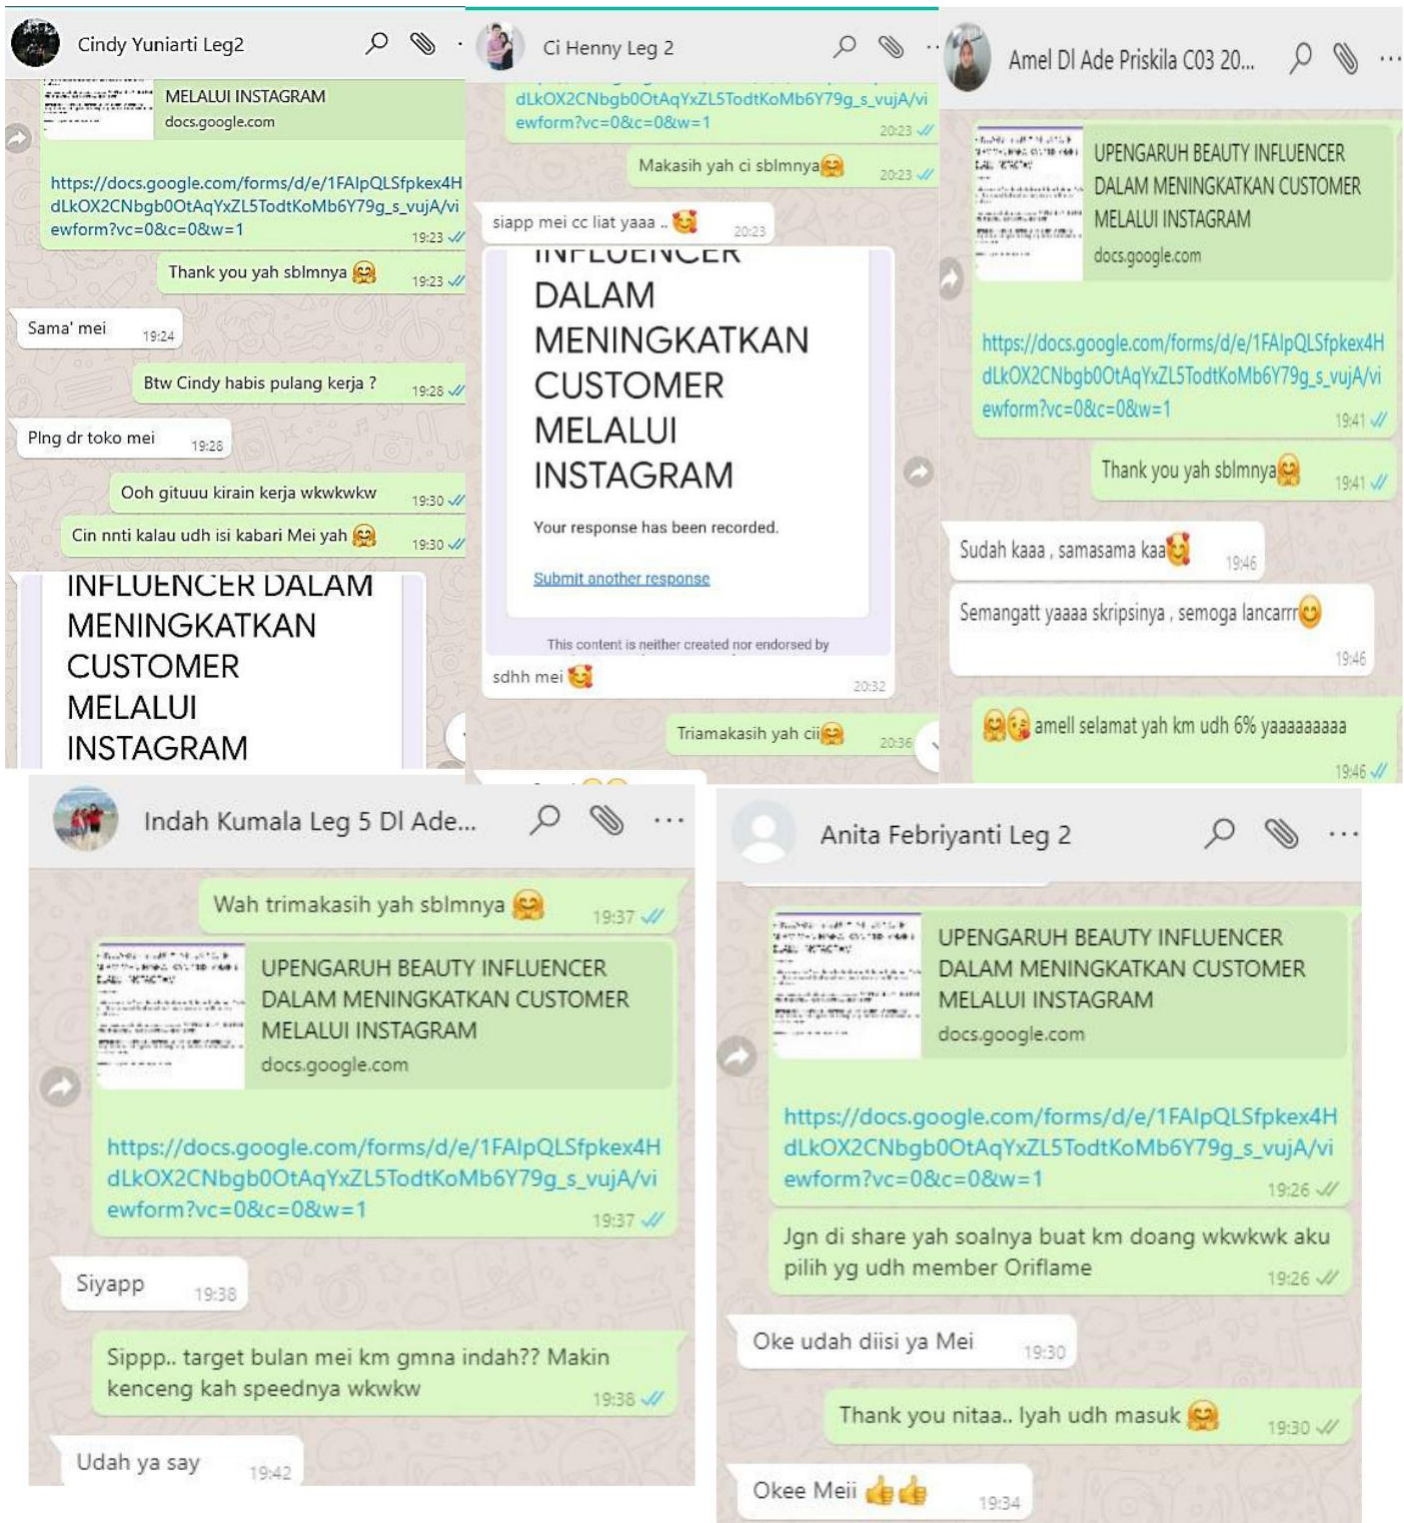 Cindy Yuniarti Leg2
MELALUI INSTAGRAM
docs.google.com
https://docs.google.com/forms/d/e/1FAIpQLSfpkex4H
dLkOX2CNbgb0OtAqYxZL5TodtKoMb6Y79g_s_vujA/vi
ewform?vc=0&c=0&w=1
19:23
Thank you yah sblmnya 🤗
19:23
Sama' mei
19:24
Btw Cindy habis pulang kerja ?
19:28
Plng dr toko mei
19:28
Ooh gituuu kirain kerja wkwkwkw
19:30
Cin nnti kalau udh isi kabari Mei yah 🤗
19:30
INFLUENCER DALAM
MENINGKATKAN
CUSTOMER
MELALUI
INSTAGRAM
Ci Henny Leg 2
dLkOX2CNbgb0OtAqYxZL5TodtKoMb6Y79g_s_vujA/vi
ewform?vc=0&c=0&w=1
20:23
Makasih yah ci sblmnya🤗
20:23
siapp mei cc liat yaaa .. 🥰
20:23
INFLUENCER
DALAM
MENINGKATKAN
CUSTOMER
MELALUI
INSTAGRAM
Your response has been recorded.
Submit another response
This content is neither created nor endorsed by
sdhh mei 🥰
20:32
Triamakasih yah cii🤗
20:36
Amel Dl Ade Priskila C03 20...
UPENGARUH BEAUTY INFLUENCER
DALAM MENINGKATKAN CUSTOMER
MELALUI INSTAGRAM
docs.google.com
https://docs.google.com/forms/d/e/1FAIpQLSfpkex4H
dLkOX2CNbgb0OtAqYxZL5TodtKoMb6Y79g_s_vujA/vi
ewform?vc=0&c=0&w=1
19:41
Thank you yah sblmnya🤗
19:41
Sudah kaaa , samasama kaa🥰
19:46
Semangatt yaaaa skripsinya , semoga lancarrr😊
19:46
🤗😘 amell selamat yah km udh 6% yaaaaaaaaa
19:46
Indah Kumala Leg 5 Dl Ade...
Wah trimakasih yah sblmnya 🤗
19:37
UPENGARUH BEAUTY INFLUENCER
DALAM MENINGKATKAN CUSTOMER
MELALUI INSTAGRAM
docs.google.com
https://docs.google.com/forms/d/e/1FAIpQLSfpkex4H
dLkOX2CNbgb0OtAqYxZL5TodtKoMb6Y79g_s_vujA/vi
ewform?vc=0&c=0&w=1
19:37
Siyapp
19:38
Sippp.. target bulan mei km gmna indah?? Makin
kenceng kah speednya wkwkw
19:38
Udah ya say
19:42
Anita Febriyanti Leg 2
UPENGARUH BEAUTY INFLUENCER
DALAM MENINGKATKAN CUSTOMER
MELALUI INSTAGRAM
docs.google.com
https://docs.google.com/forms/d/e/1FAIpQLSfpkex4H
dLkOX2CNbgb0OtAqYxZL5TodtKoMb6Y79g_s_vujA/vi
ewform?vc=0&c=0&w=1
19:26
Jgn di share yah soalnya buat km doang wkwkwk aku
pilih yg udh member Oriflame
19:26
Oke udah diisi ya Mei
19:30
Thank you nitaa.. Iyah udh masuk 🤗
19:30
Okee Meii 👍👍
19:34